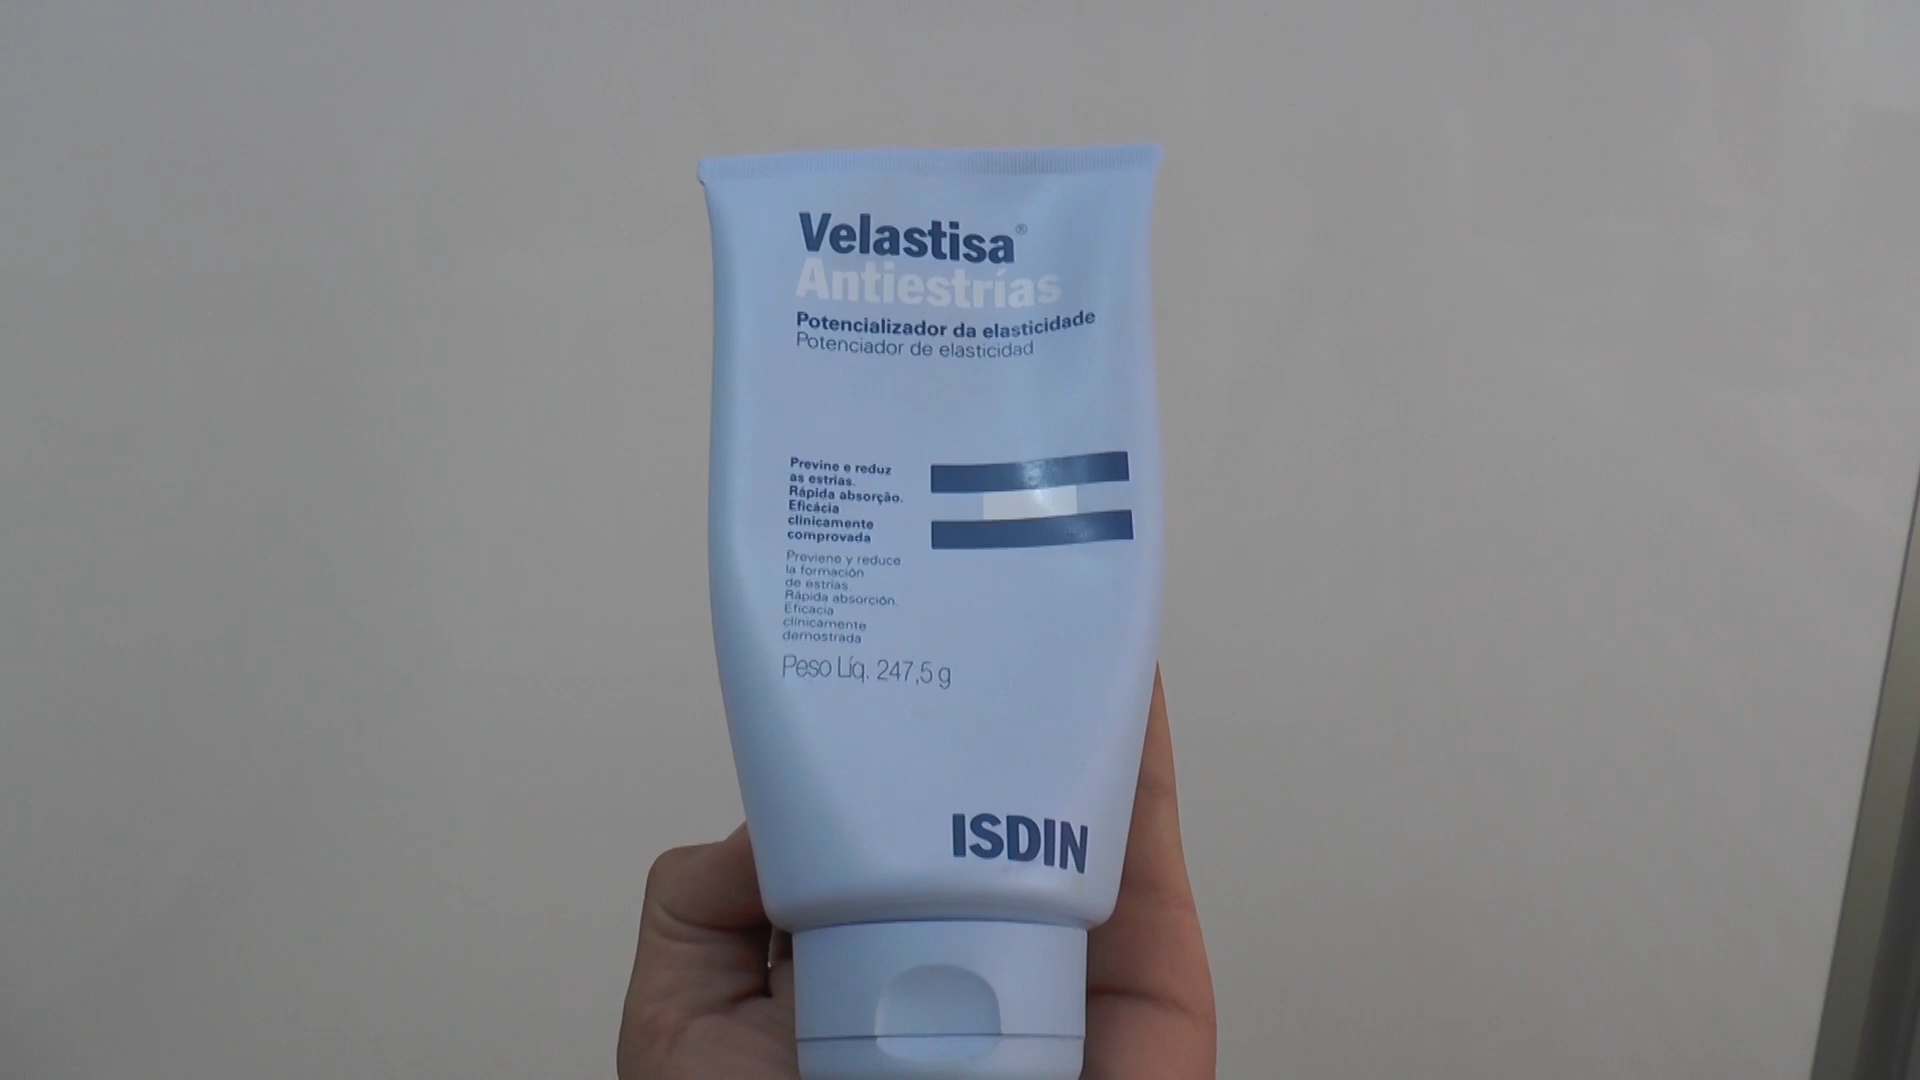 Velastisa®
Antiestrías
Potencializador da elasticidade
Potenciador de elasticidad
Previne e reduz
as estrias.
Rápida absorção.
Eficácia
clinicamente
comprovada
Previene y reduce
la formación
de estrías.
Rápida absorción.
Eficacia
clínicamente
demostrada
Peso Líq. 247,5 g
ISDIN